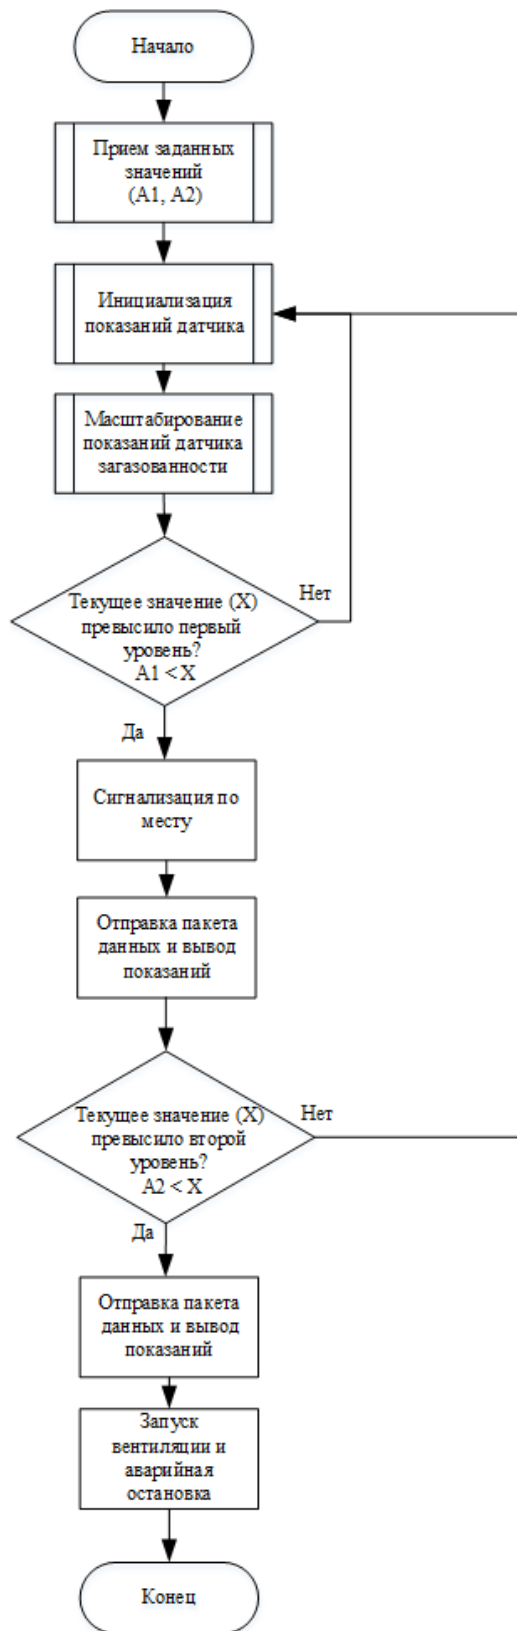 Начало
Прием заданных
значений
(А1, А2)
Инициализация
показаний датчика
Масштабирование
показаний датчика
загазованности
Текущее значение (X)
превысило первый
уровень?
A1 < X
Нет
Да
Сигнализация по
месту
Отправка пакета
данных и вывод
показаний
Текущее значение (X)
превысило второй
уровень?
A2 < X
Нет
Да
Отправка пакета
данных и вывод
показаний
Запуск
вентиляции и
аварийная
остановка
Конец